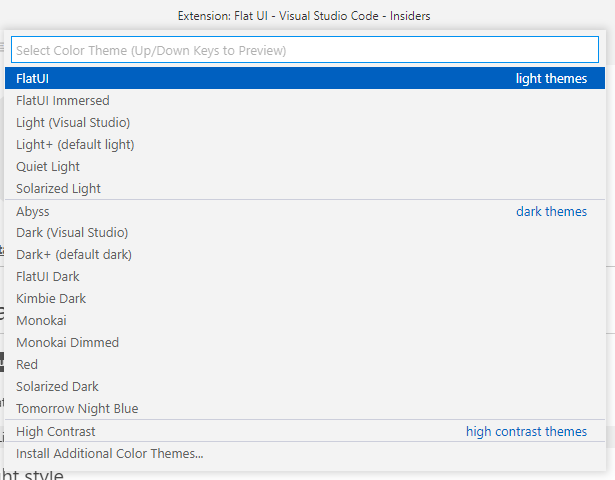 Extension: Flat UI - Visual Studio Code - Insiders
Select Color Theme (Up/Down Keys to Preview)
FlatUI light themes
FlatUI Immersed
Light (Visual Studio)
Light+ (default light)
Quiet Light
Solarized Light
Abyss dark themes
Dark (Visual Studio)
Dark+ (default dark)
FlatUI Dark
Kimbie Dark
Monokai
Monokai Dimmed
Red
Solarized Dark
Tomorrow Night Blue
High Contrast high contrast themes
Install Additional Color Themes...
style